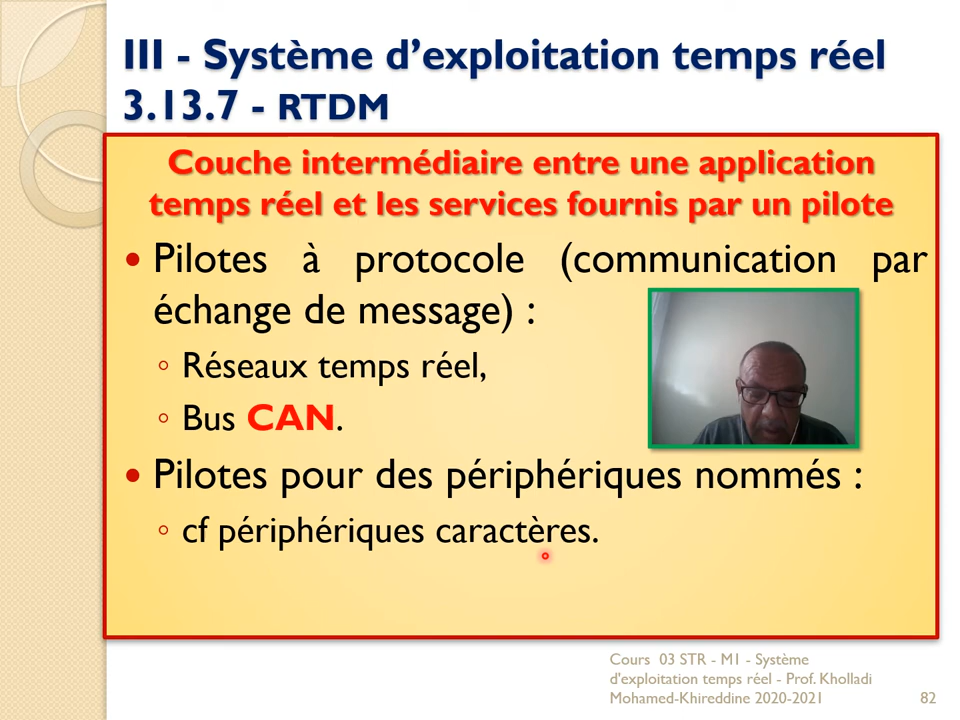 III - Système d'exploitation temps réel
3.13.7 - RTDM
Couche intermédiaire entre une application
temps réel et les services fournis par un pilote
• Pilotes à protocole (communication par
échange de message) :
◦ Réseaux temps réel,
◦ Bus CAN.
• Pilotes pour des périphériques nommés :
◦ cf périphériques caractères.
Cours 03 STR - M1 - Système
d'exploitation temps réel - Prof. Kholladi
Mohamed-Khireddine 2020-2021 82